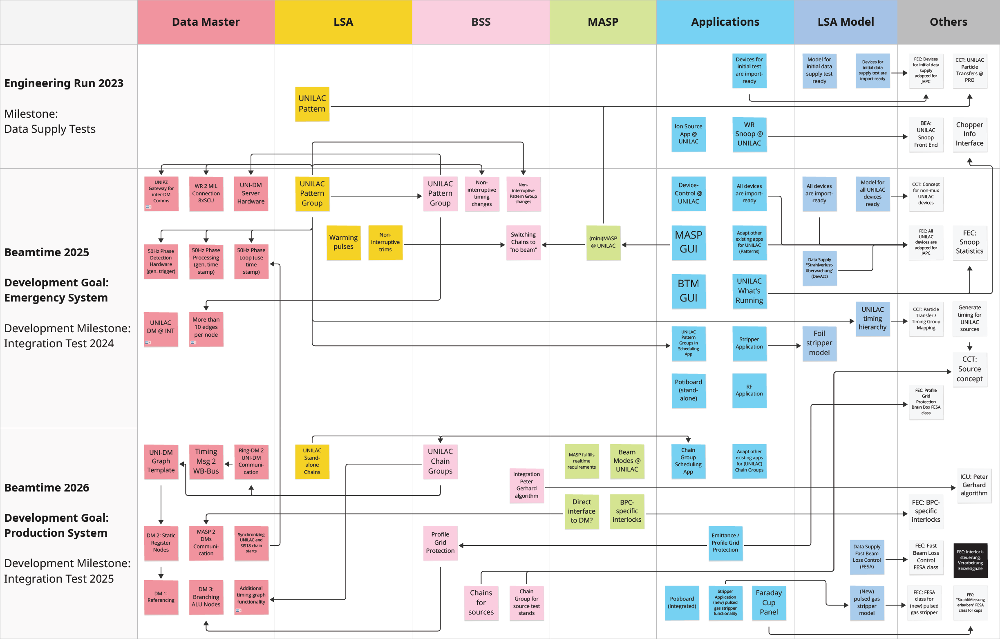 Data Master
LSA
BSS
MASP
Applications
LSA Model
Others
Engineering Run 2023
Milestone:
Data Supply Tests
UNILAC
Pattern
Devices for
initial test
are import-
ready
Model for
initial data
supply test
ready
Devices for
initial data
supply test are
import-ready
FEC: Devices
for initial data
supply
adapted for
JAPC
CCT: UNILAC
Particle
Transfers @
PRO
Ion Source
App @
UNILAC
WR
Snoop @
UNILAC
BEA:
UNILAC
Snoop
Front End
Chopper
Info
Interface
Beamtime 2025
Development Goal:
Emergency System
Development Milestone:
Integration Test 2024
UNIPZ
Gateway for
inter-DM
Comms
WR 2 MIL
Connection
8xSCU
UNI-DM
Server
Hardware
UNILAC
Pattern
Group
UNILAC
Pattern
Group
Non-
interruptive
timing
changes
Non-
interruptive
Pattern Group
changes
Device-
Control @
UNILAC
All devices
are import-
ready
All devices
are import-
ready
Model for
all UNILAC
devices
ready
CCT: Concept
for non-mux
UNILAC
devices
50Hz Phase
Detection
Hardware
(gen. trigger)
50Hz Phase
Processing
(gen. time
stamp)
50Hz Phase
Loop (use
time
stamp)
Warming
pulses
Non-
interruptive
trims
Switching
Chains to
"no beam"
(mini)MASP
@ UNILAC
MASP
GUI
Adapt other
existing apps
for UNILAC
(Patterns)
Data Supply
"Strahlverlust-
überwachung"
(DevAcc)
FEC: All
UNILAC
devices are
adapted for
JAPC
FEC:
Snoop
Statistics
BTM
GUI
UNILAC
What's
Running
UNILAC
DM @ INT
More than
10 edges
per node
UNILAC
timing
hierarchy
CCT: Particle
Transfer /
Timing Group
Mapping
Generate
timing for
UNILAC
sources
UNILAC
Pattern
Groups in
Scheduling
App
Stripper
Application
Foil
stripper
model
CCT:
Source
concept
Potiboard
(stand-
alone)
RF
Application
FEC: Profile
Grid
Protection
Brain Box FESA
class
Beamtime 2026
Development Goal:
Production System
Development Milestone:
Integration Test 2025
UNI-DM
Graph
Template
Timing
Msg 2
WB-Bus
Ring-DM 2
UNI-DM
Communi-
cation
UNILAC
Stand-
alone
Chains
UNILAC
Chain
Groups
Integration
Peter
Gerhard
algorithm
MASP fulfills
realtime
requirements
Beam
Modes @
UNILAC
Chain
Group
Scheduling
App
Adapt other
existing apps
for (UNILAC)
Chain Groups
ICU: Peter
Gerhard
algorithm
Direct
interface
to DM?
BPC-
specific
interlocks
FEC: BPC-
specific
interlocks
DM 2: Static
Register
Nodes
MASP 2
DMs
Communi-
cation
Synchronizing
UNILAC and
SIS18 chain
starts
Profile
Grid
Protection
Emittance /
Profile Grid
Protection
Data Supply
Fast Beam
Loss Control
(FESA)
FEC: Fast
Beam Loss
Control
FESA class
FEC: Interlock-
steuerung,
Verarbeitung
Einzelsignale
DM 1:
Referencing
DM 3:
Branching
ALU Nodes
Additional
timing graph
functionality
Chains
for
sources
Chain
Group for
source test
stands
Potiboard
(integrated)
Stripper
Application
(new) pulsed
gas stripper
functionality
Faraday
Cup
Panel
(New)
pulsed gas
stripper
model
FEC: FESA
class for
(new) pulsed
gas stripper
FEC:
"Strahl/Messung
erlauben" FESA
class for cups